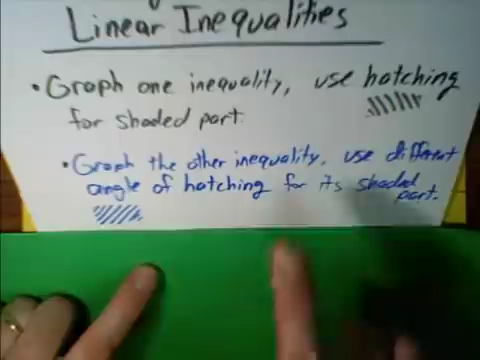 Linear Inequalities
• Graph one inequality, use hatching
for shaded part
• Graph the other inequality, use different
angle of hatching for its shaded
part.